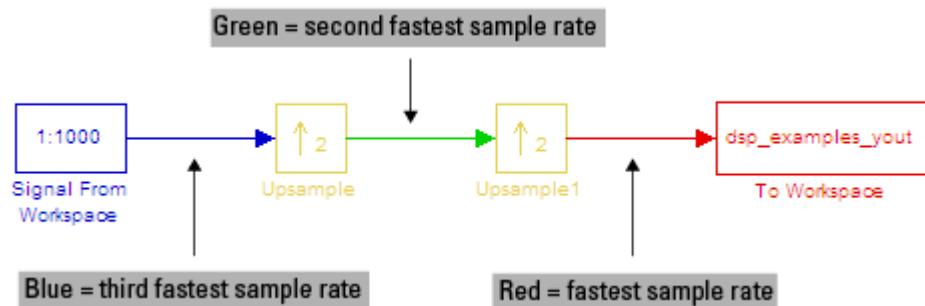 Green = second fastest sample rate
1:1000
↑ 2
↑ 2
dsp_examples_yout
Signal From
Workspace
Upsample
Upsample1
To Workspace
Blue = third fastest sample rate
Red = fastest sample rate